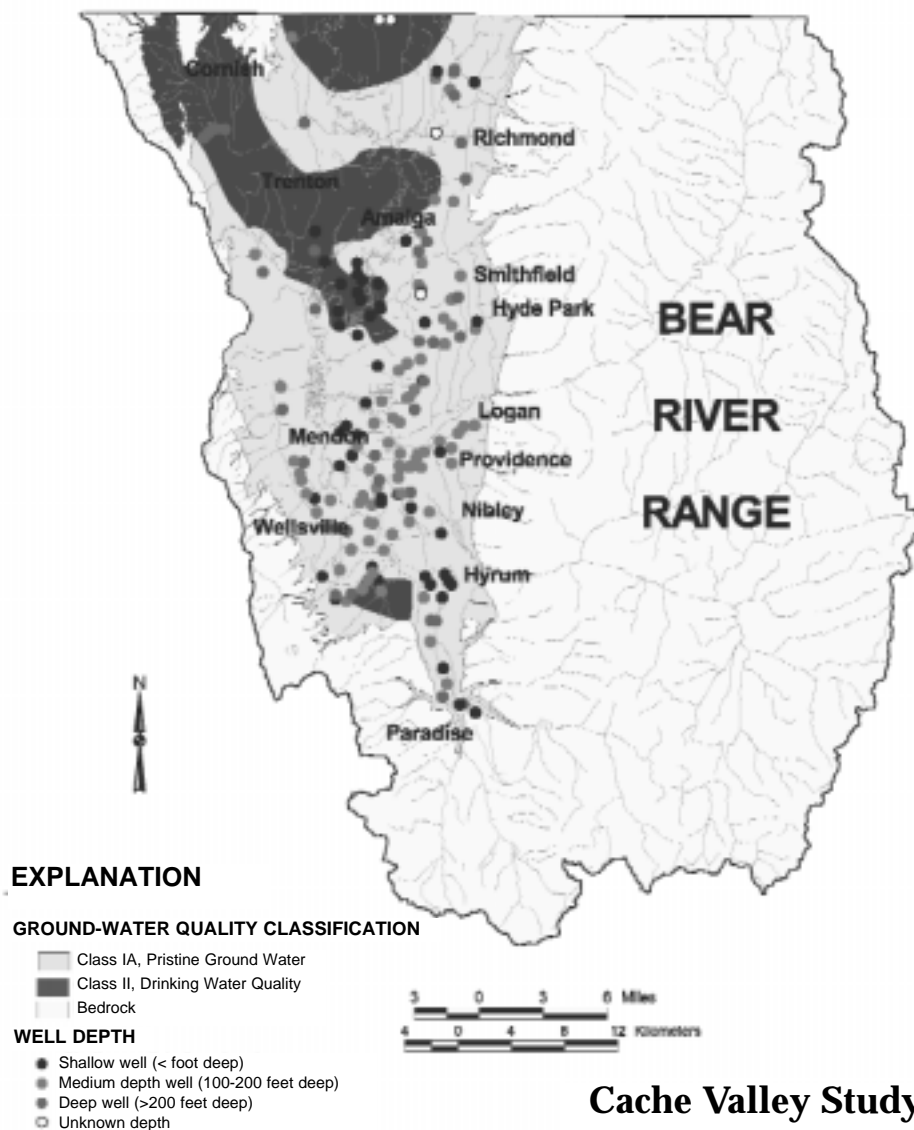 Cornish
Richmond
Trenton
Amalga
Smithfield
Hyde Park
BEAR
RIVER
RANGE
Logan
Mendon
Providence
Nibley
Wellsville
Hyrum
N
Paradise
EXPLANATION
GROUND-WATER QUALITY CLASSIFICATION
Class IA, Pristine Ground Water
Class II, Drinking Water Quality
Bedrock
WELL DEPTH
Shallow well (< foot deep)
Medium depth well (100-200 feet deep)
Deep well (>200 feet deep)
Unknown depth
3 0 3 6 Miles
4 0 4 8 12 Kilometers
Cache Valley Study